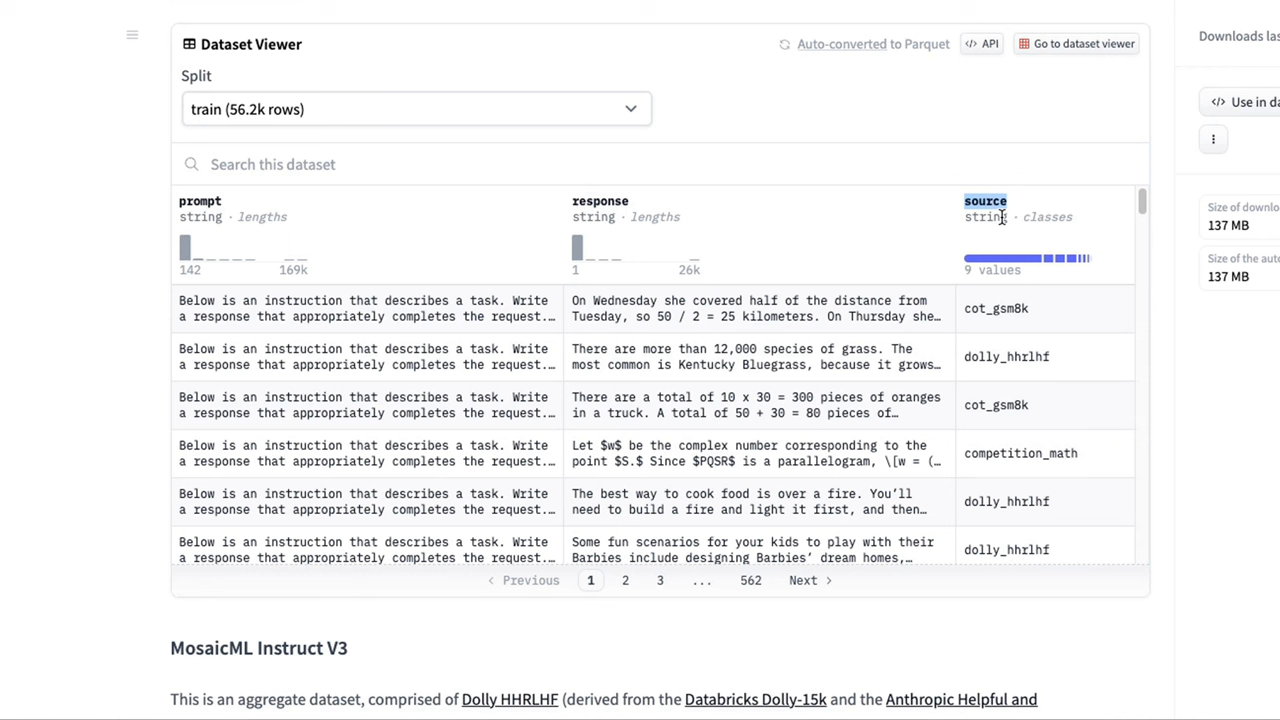 Dataset Viewer
Auto-converted to Parquet
</> API
Go to dataset viewer
Downloads las
Split
train (56.2k rows)
</> Use in da
Search this dataset
prompt
response
source
string · lengths
string · lengths
string · classes
142 169k
1 26k
9 values
Size of downlo
137 MB
Size of the auto
137 MB
Below is an instruction that describes a task. Write
a response that appropriately completes the request.…
On Wednesday she covered half of the distance from
Tuesday, so 50 / 2 = 25 kilometers. On Thursday she…
cot_gsm8k
Below is an instruction that describes a task. Write
a response that appropriately completes the request.…
There are more than 12,000 species of grass. The
most common is Kentucky Bluegrass, because it grows…
dolly_hhrlhf
Below is an instruction that describes a task. Write
a response that appropriately completes the request.…
There are a total of 10 x 30 = 300 pieces of oranges
in a truck. A total of 50 + 30 = 80 pieces of…
cot_gsm8k
Below is an instruction that describes a task. Write
a response that appropriately completes the request.…
Let $w$ be the complex number corresponding to the
point $S.$ Since $PQSR$ is a parallelogram, \[w = (…
competition_math
Below is an instruction that describes a task. Write
a response that appropriately completes the request.…
The best way to cook food is over a fire. You’ll
need to build a fire and light it first, and then…
dolly_hhrlhf
Below is an instruction that describes a task. Write
a response that appropriately completes the request.…
Some fun scenarios for your kids to play with their
Barbies include designing Barbies’ dream homes,…
dolly_hhrlhf
< Previous 1 2 3 ... 562 Next >
MosaicML Instruct V3
This is an aggregate dataset, comprised of Dolly HHRLHF (derived from the Databricks Dolly-15k and the Anthropic Helpful and